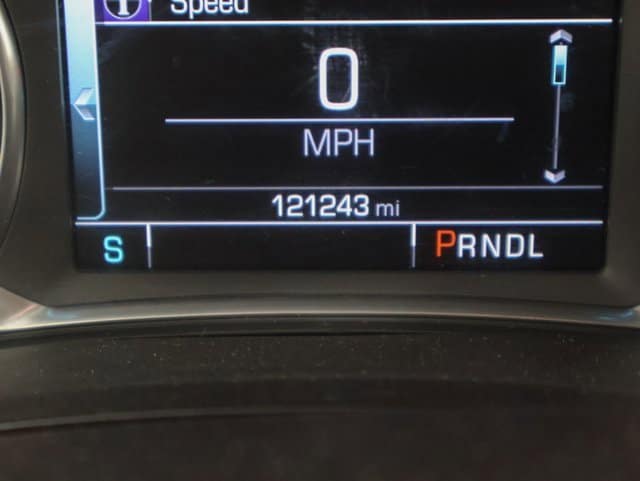 Speed
0
MPH
121243 mi
S PRNDL